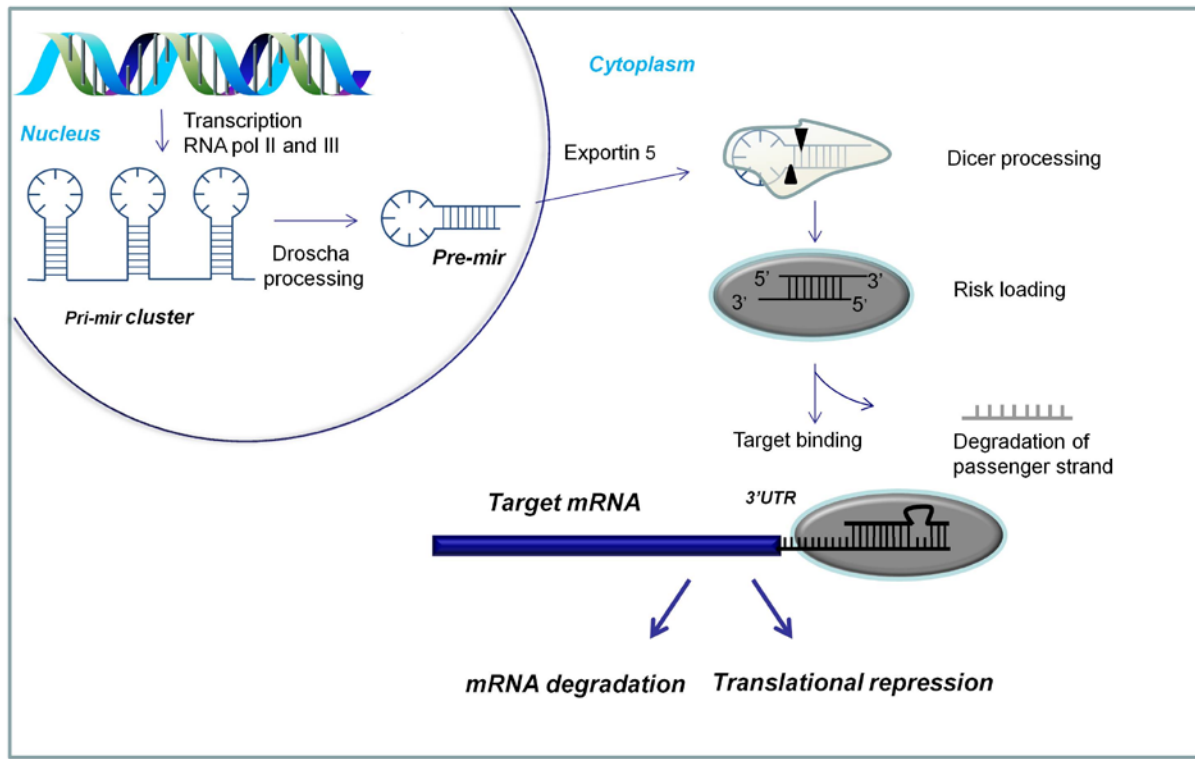 Cytoplasm
Nucleus
Transcription
RNA pol II and III
Exportin 5
Dicer processing
Droscha
processing
Pre-mir
Pri-mir cluster
5’
3’
3’
5’
Risk loading
Target binding
Degradation of
passenger strand
Target mRNA
3’UTR
mRNA degradation
Translational repression